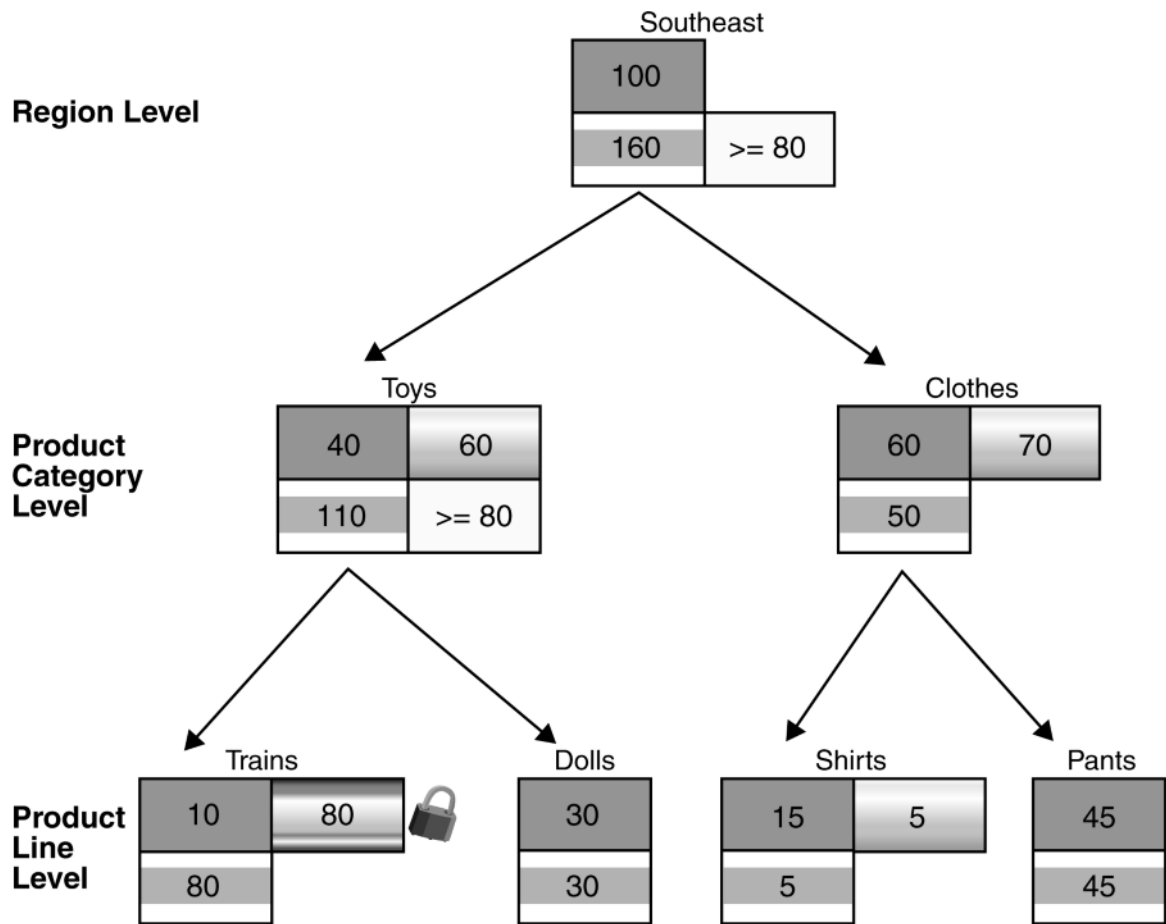 Southeast
100
Region Level
160 >= 80
Toys Clothes
40 60 60 70
Product
Category
Level
110 >= 80 50
Trains Dolls Shirts Pants
10 80 30 15 5 45
Product
Line
Level
80 30 5 45